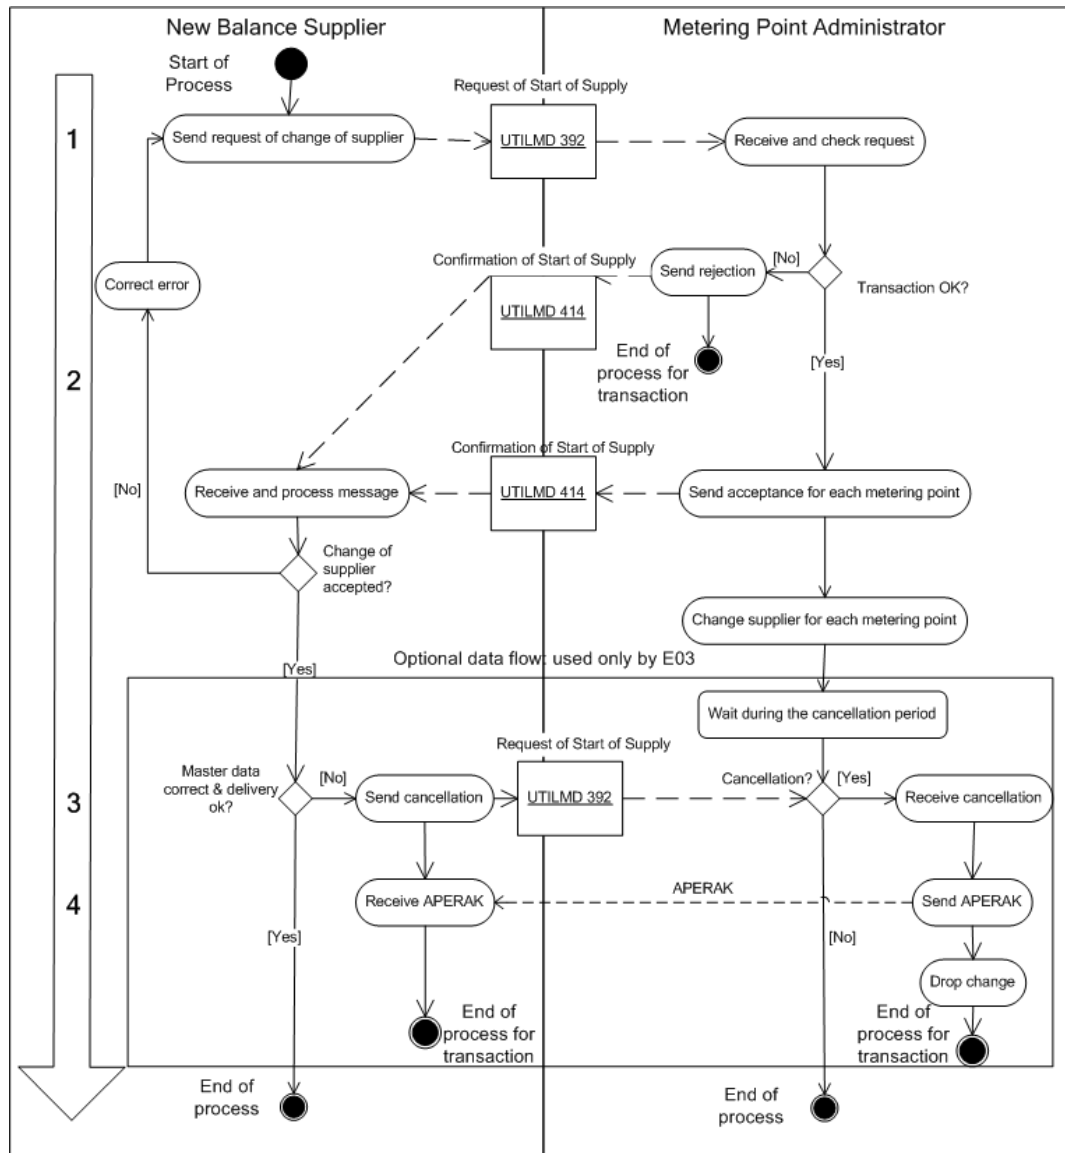 New Balance Supplier
Metering Point Administrator
Start of
Process
Request of Start of Supply
1
Send request of change of supplier
UTILMD 392
Receive and check request
Confirmation of Start of Supply
Send rejection
[No]
Correct error
Transaction OK?
UTILMD 414
End of
process for
transaction
[Yes]
2
Confirmation of Start of Supply
[No]
Receive and process message
UTILMD 414
Send acceptance for each metering point
Change of
supplier
accepted?
Change supplier for each metering point
[Yes]
Optional data flow: used only by E03
Wait during the cancellation period
Request of Start of Supply
Master data
correct & delivery
ok?
[No]
Cancellation?
[Yes]
3
Send cancellation
UTILMD 392
Receive cancellation
APERAK
4
Receive APERAK
Send APERAK
[Yes]
[No]
Drop change
End of
process for
transaction
End of
process for
transaction
End of
process
End of
process